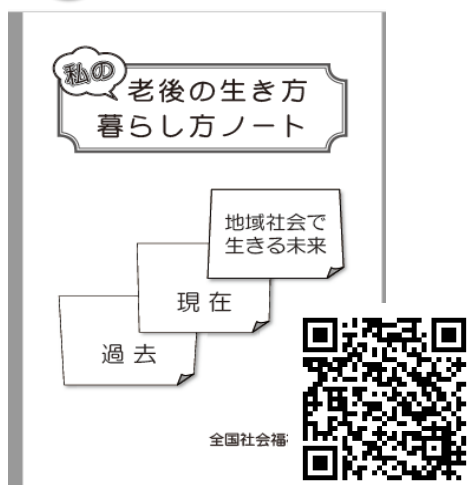 私の
老後の生き方
暮らし方ノート
地域社会で
生きる未来
現在
過去
全国社会福